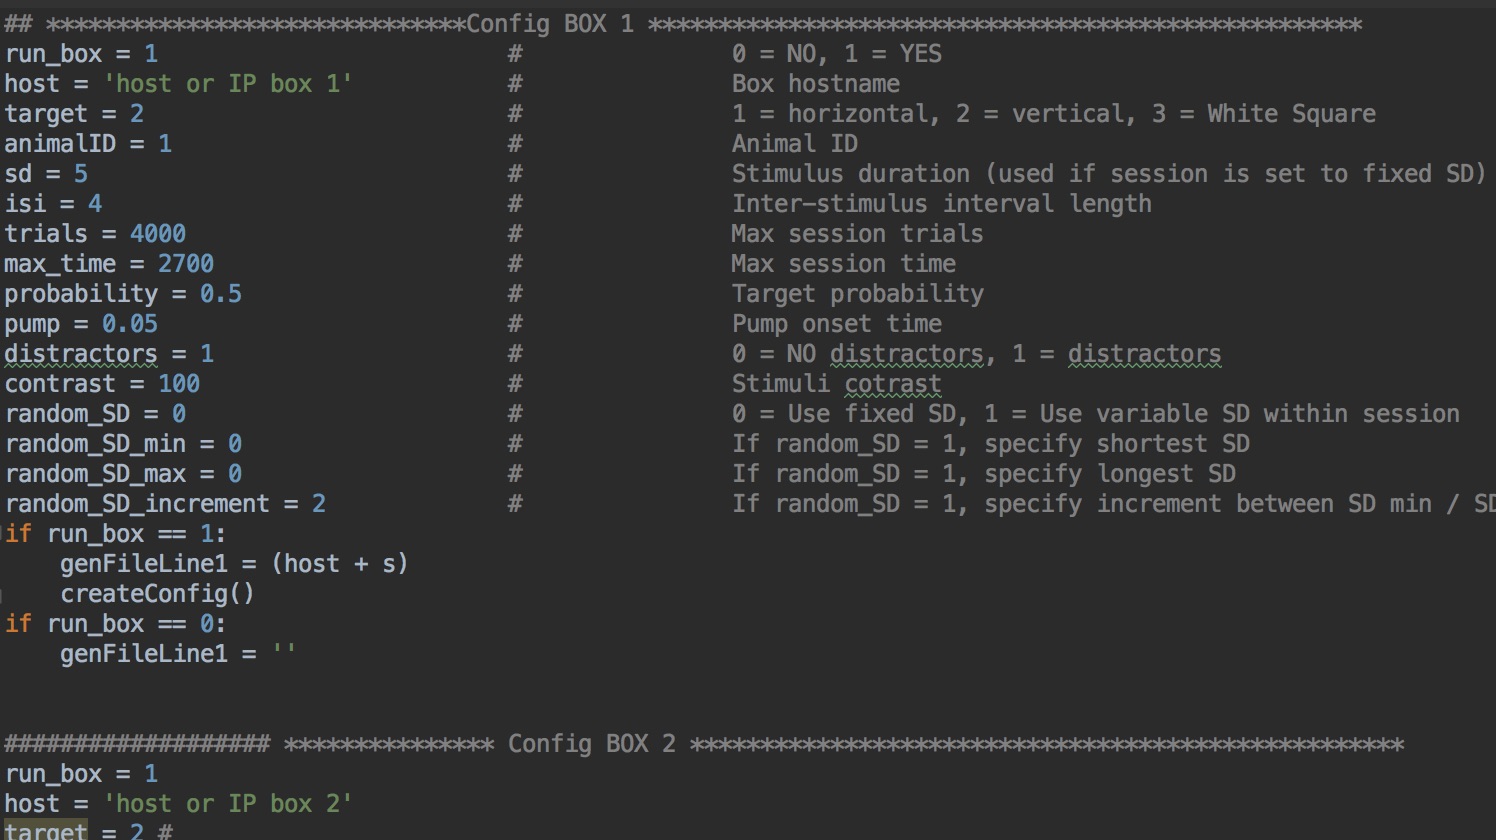 ## ******************************Config BOX 1 ***************************************************
run_box = 1 # 0 = NO, 1 = YES
host = 'host or IP box 1' # Box hostname
target = 2 # 1 = horizontal, 2 = vertical, 3 = White Square
animalID = 1 # Animal ID
sd = 5 # Stimulus duration (used if session is set to fixed SD)
isi = 4 # Inter-stimulus interval length
trials = 4000 # Max session trials
max_time = 2700 # Max session time
probability = 0.5 # Target probability
pump = 0.05 # Pump onset time
distractors = 1 # 0 = NO distractors, 1 = distractors
contrast = 100 # Stimuli cotrast
random_SD = 0 # 0 = Use fixed SD, 1 = Use variable SD within session
random_SD_min = 0 # If random_SD = 1, specify shortest SD
random_SD_max = 0 # If random_SD = 1, specify longest SD
random_SD_increment = 2 # If random_SD = 1, specify increment between SD min / SD
if run_box == 1:
genFileLine1 = (host + s)
createConfig()
if run_box == 0:
genFileLine1 = ''
################### *************** Config BOX 2 ***************************************************
run_box = 1
host = 'host or IP box 2'
target = 2 #